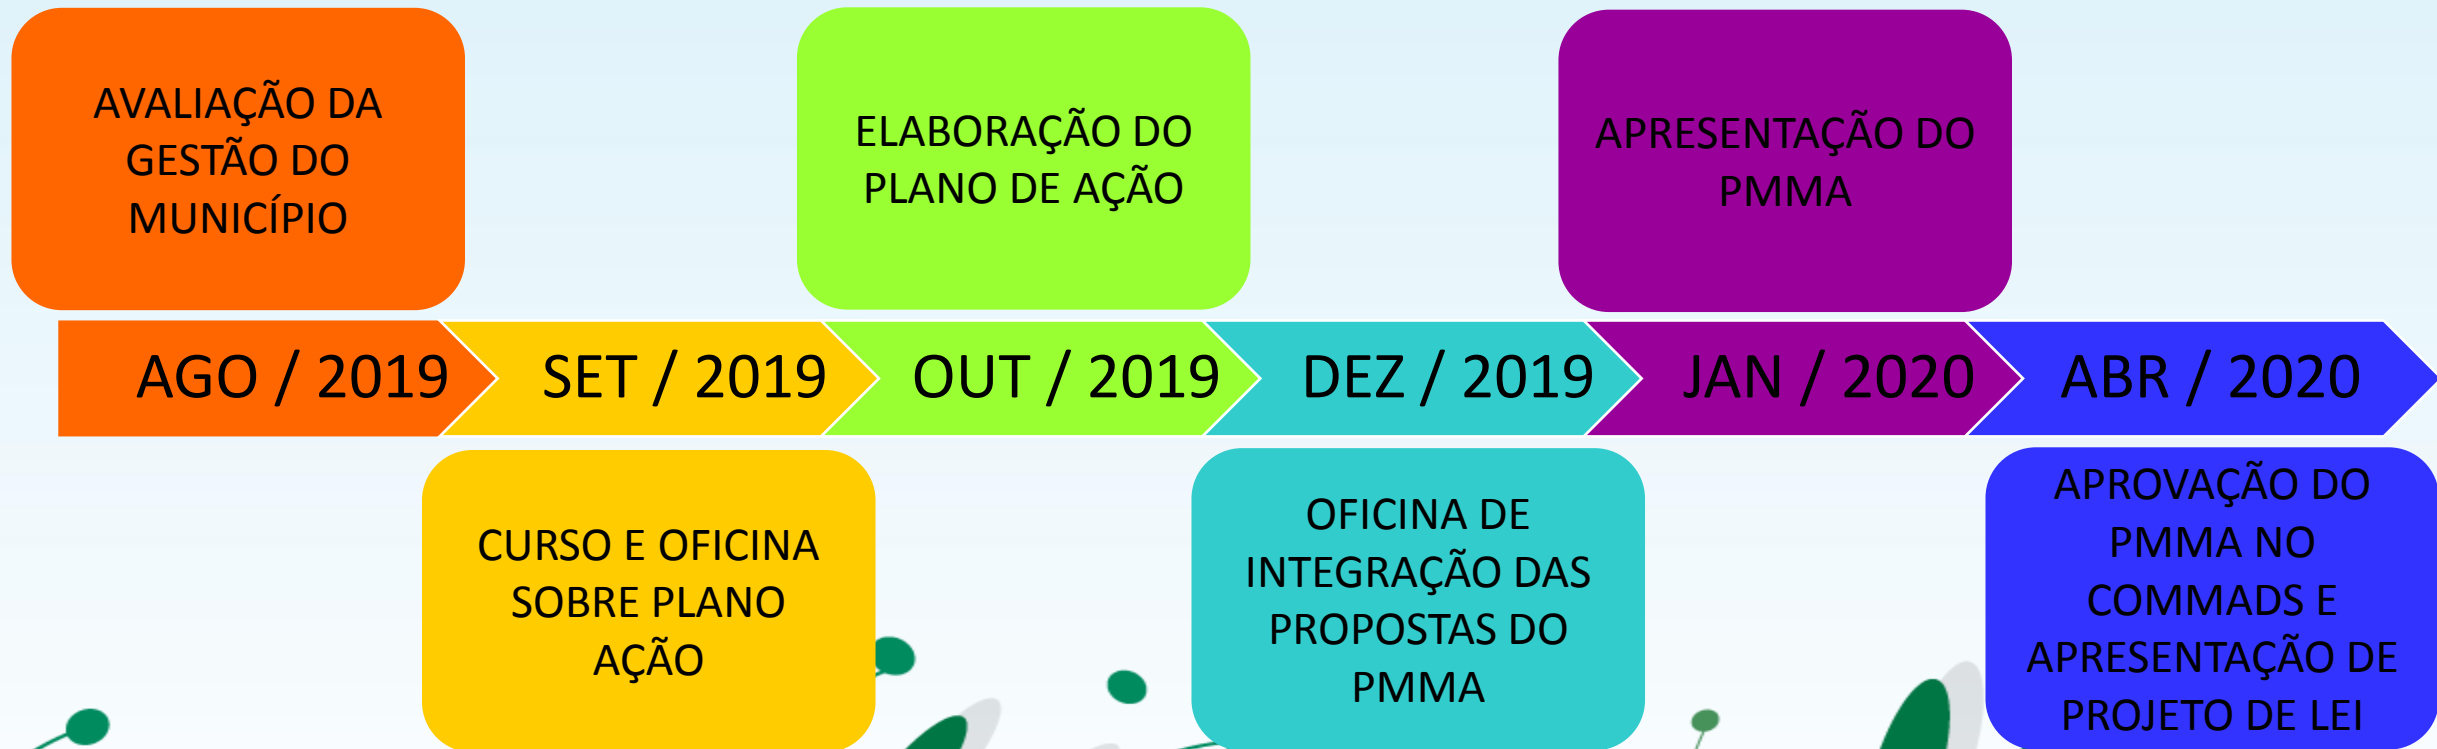 AVALIAÇÃO DA
GESTÃO DO
MUNICÍPIO
ELABORAÇÃO DO
PLANO DE AÇÃO
APRESENTAÇÃO DO
PMMA
AGO / 2019
SET / 2019
OUT / 2019
DEZ / 2019
JAN / 2020
ABR / 2020
CURSO E OFICINA
SOBRE PLANO
AÇÃO
OFICINA DE
INTEGRAÇÃO DAS
PROPOSTAS DO
PMMA
APROVAÇÃO DO
PMMA NO
COMMADS E
APRESENTAÇÃO DE
PROJETO DE LEI